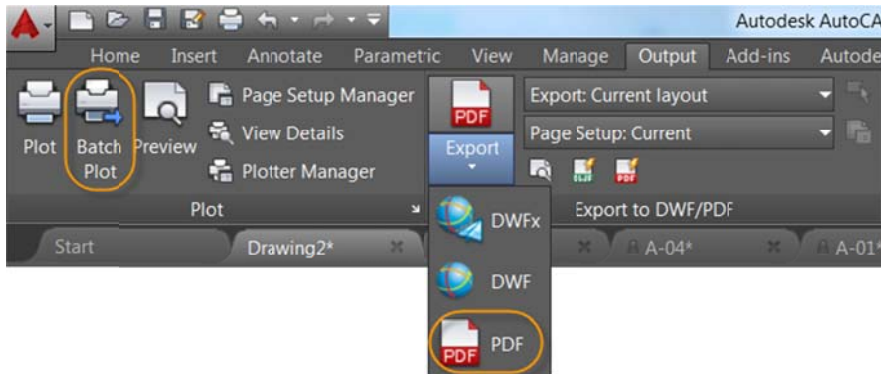 Autodesk AutoCA
Home Insert Annotate Parametric View Manage Output Add-ins Autode
Plot
Batch Plot
Preview
Page Setup Manager
View Details
Plotter Manager
Plot
PDF
Export
Export: Current layout
Page Setup: Current
Export to DWF/PDF
Start Drawing2* A-04* A-01*
DWFx
DWF
PDF PDF